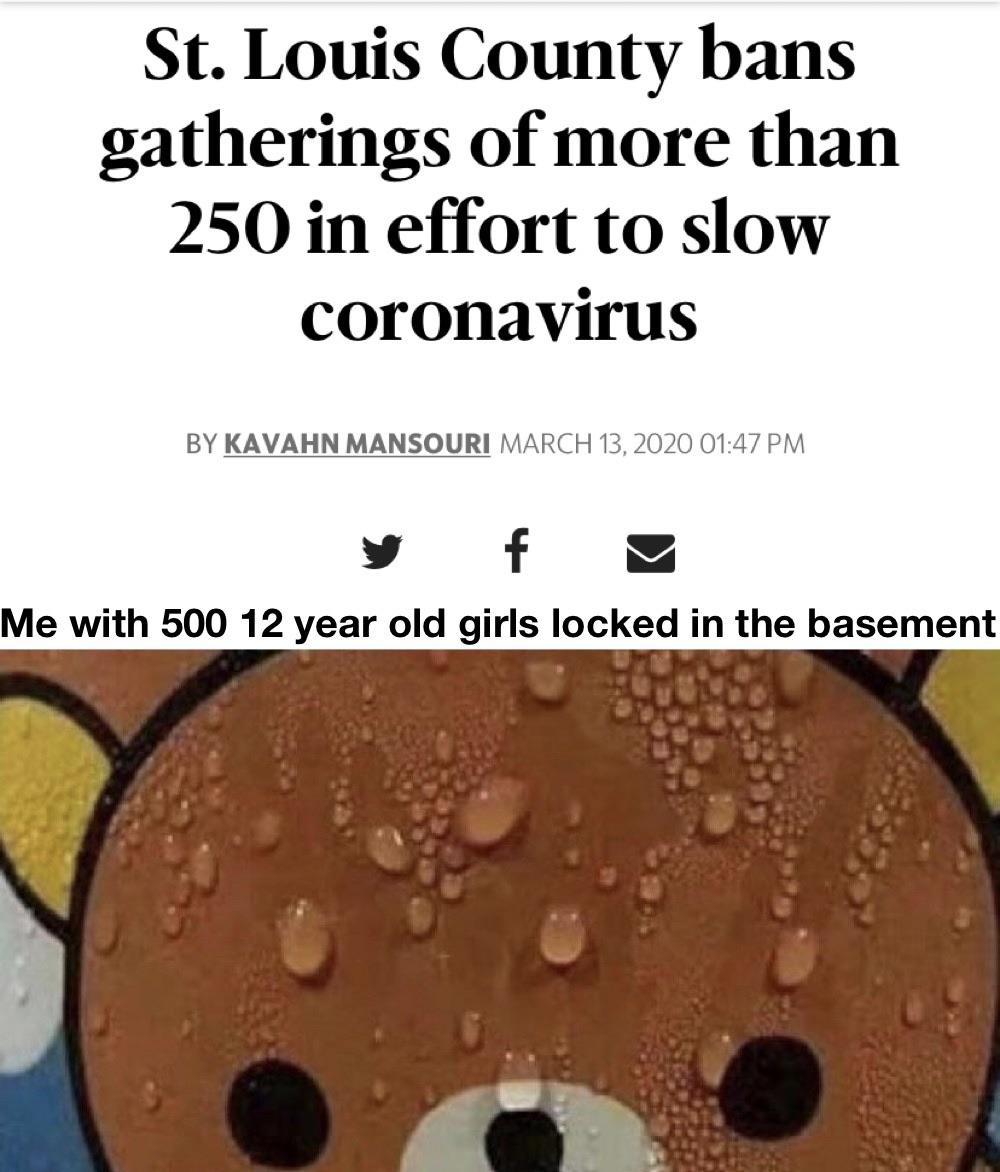 St. Louis County bans
gatherings of more than
250 in effort to slow
coronavirus
BY KAVAHN MANSOURI MARCH 13, 2020 01:47 PM
Me with 500 12 year old girls locked in the basement